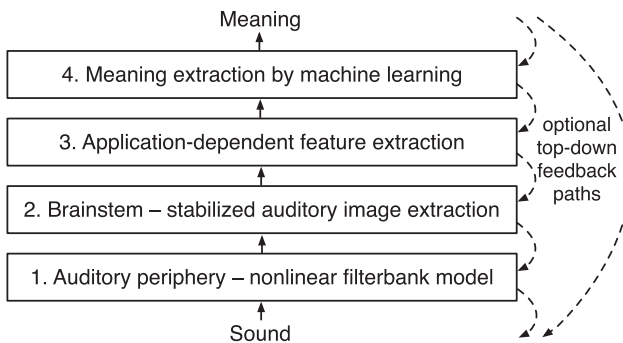 Meaning
4. Meaning extraction by machine learning
3. Application-dependent feature extraction
optional
top-down
feedback
paths
2. Brainstem – stabilized auditory image extraction
1. Auditory periphery – nonlinear filterbank model
Sound